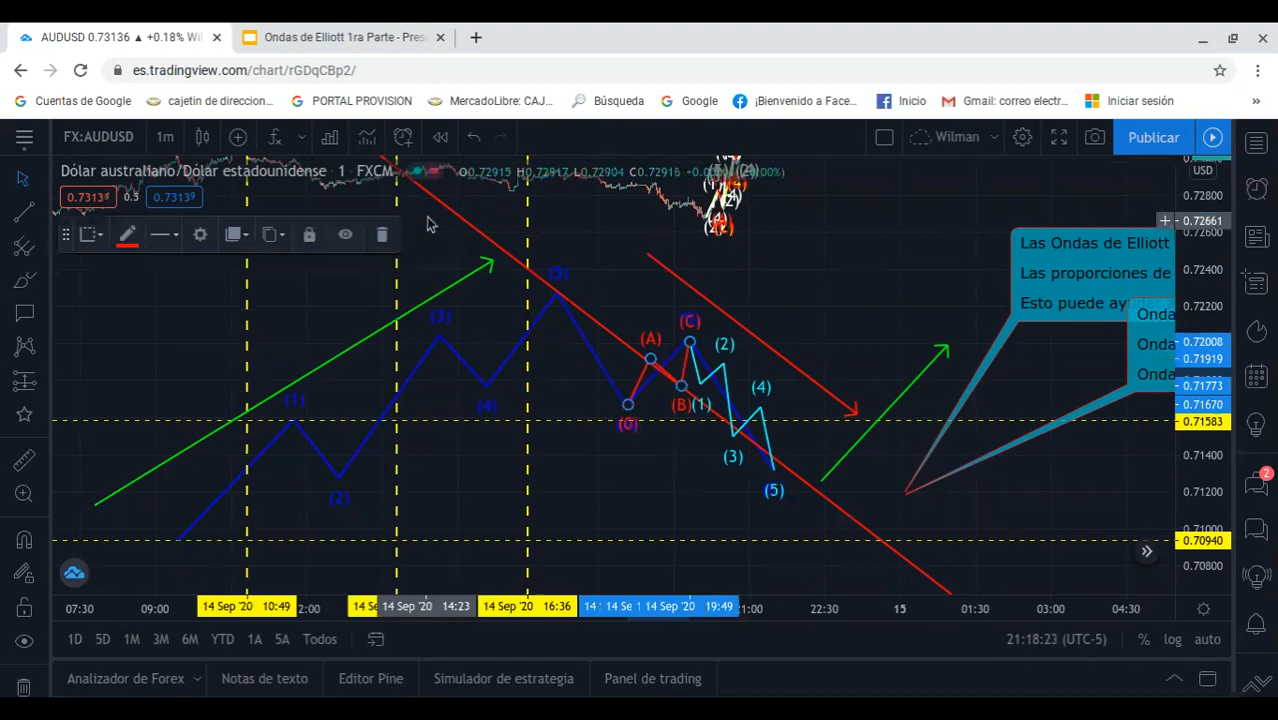 AUDUSD 0.73136 ▲ +0.18% Wil
Ondas de Elliott 1ra Parte - Pres
es.tradingview.com/chart/rGDqCBp2/
Cuentas de Google
cajetin de direccion...
PORTAL PROVISION
MercadoLibre: CAJ...
Búsqueda
Google
¡Bienvenido a Face...
Inicio
Gmail: correo electr...
Iniciar sesión
FX:AUDUSD
1m
Wilman
Publicar
Dólar australiano/Dólar estadounidense · 1 · FXCM
O0.72915 H0.72917 L0.72904 C0.72916
73136
0.5
73139
USD
0.72800
0.72661
0.72600
0.72400
0.72200
0.72008
0.71919
0.71773
0.71670
0.71583
0.71400
0.71200
0.71000
0.70940
0.70800
Las Ondas de Elliott
Las proporciones de
Esto puede ayu
Onda
Onda
Onda
(1)
(2)
(3)
(4)
(5)
(0)
(A)
(B)
(C)
(1)
(2)
(3)
(4)
(5)
07:30
09:00
14 Sep '20 10:49
2:00
14 Sep '20 14:23
14 Sep '20 16:36
14 Sep '20 19:49
21:00
22:30
15
01:30
03:00
04:30
1D
5D
1M
3M
6M
YTD
1A
5A
Todos
21:18:23 (UTC-5)
%
log
auto
Analizador de Forex
Notas de texto
Editor Pine
Simulador de estrategia
Panel de trading
2